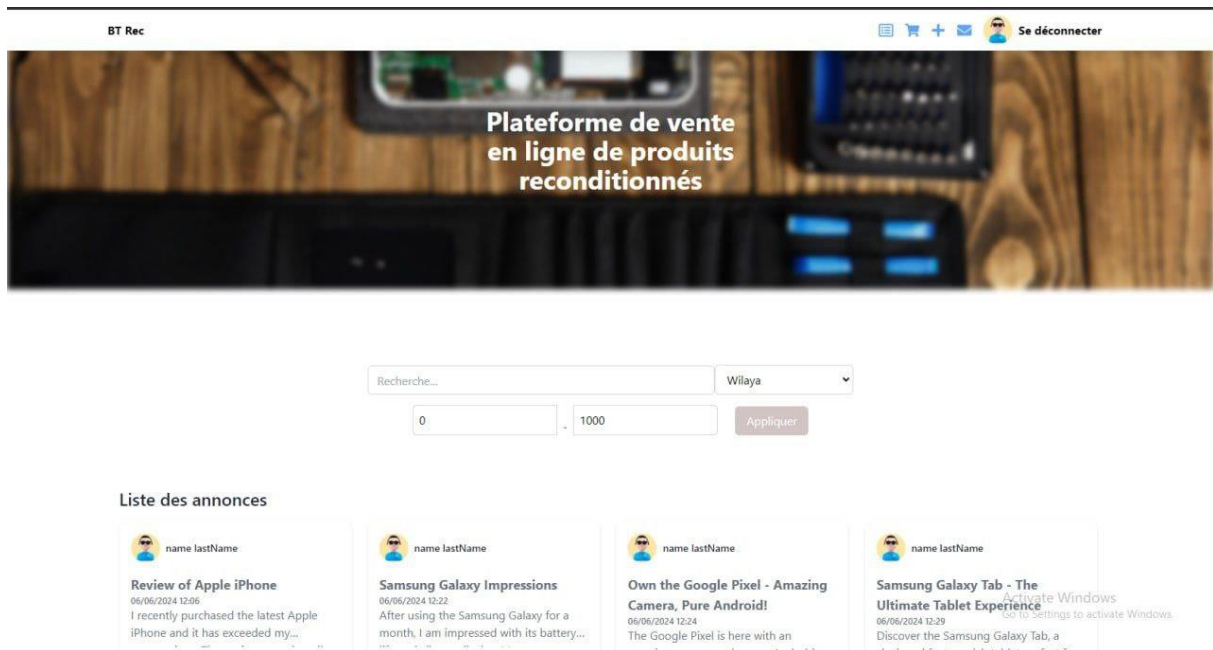 BT Rec
Se déconnecter
Plateforme de vente
en ligne de produits
reconditionnés
Recherche...
Wilaya
0
-
1000
Appliquer
Liste des annonces
name lastName
Review of Apple iPhone
06/06/2024 12:06
I recently purchased the latest Apple
iPhone and it has exceeded my...
name lastName
Samsung Galaxy Impressions
06/06/2024 12:22
After using the Samsung Galaxy for a
month, I am impressed with its battery...
name lastName
Own the Google Pixel - Amazing
Camera, Pure Android!
06/06/2024 12:24
The Google Pixel is here with an
name lastName
Samsung Galaxy Tab - The
Ultimate Tablet Experience
06/06/2024 12:29
Discover the Samsung Galaxy Tab, a
Activate Windows
Go to Settings to activate Windows.